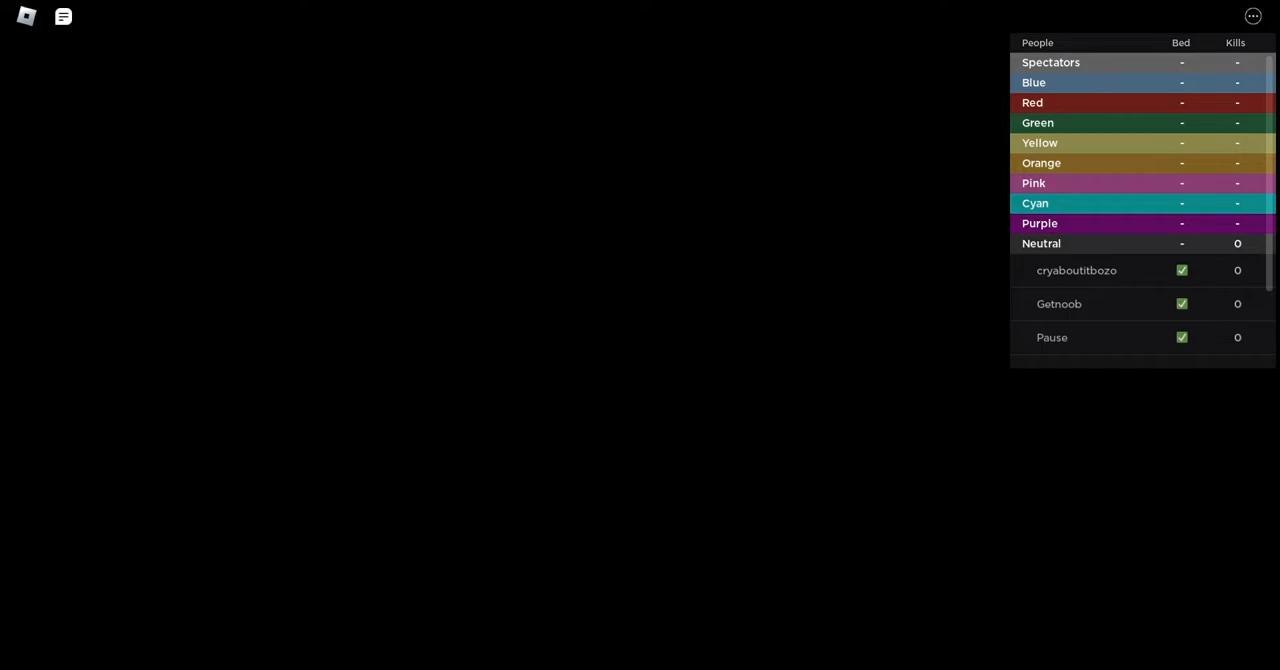 People Bed Kills
Spectators - -
Blue - -
Red - -
Green - -
Yellow - -
Orange - -
Pink - -
Cyan - -
Purple - -
Neutral - 0
cryaboutitbozo ✅ 0
Getnoob ✅ 0
Pause ✅ 0